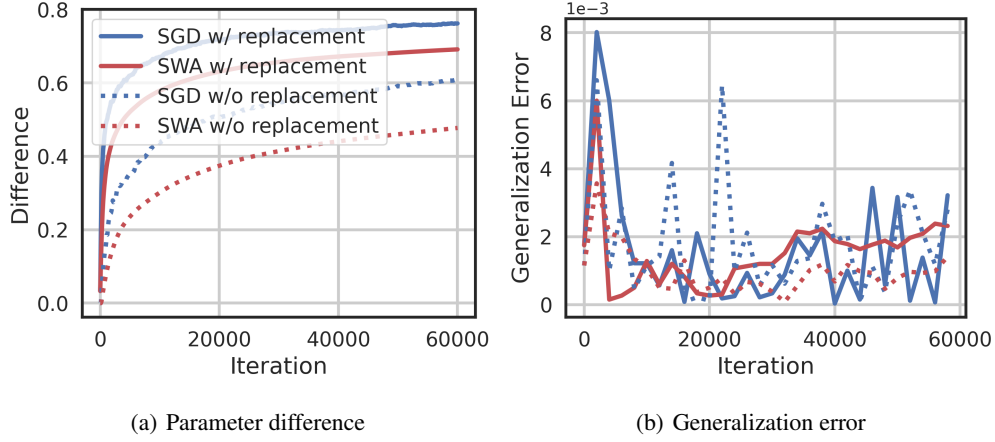 0.8
0.6
0.4
0.2
0.0
Difference
SGD w/ replacement
SWA w/ replacement
SGD w/o replacement
SWA w/o replacement
0
20000
40000
60000
Iteration
(a) Parameter difference
1e−3
8
6
4
2
0
Generalization Error
0
20000
40000
60000
Iteration
(b) Generalization error